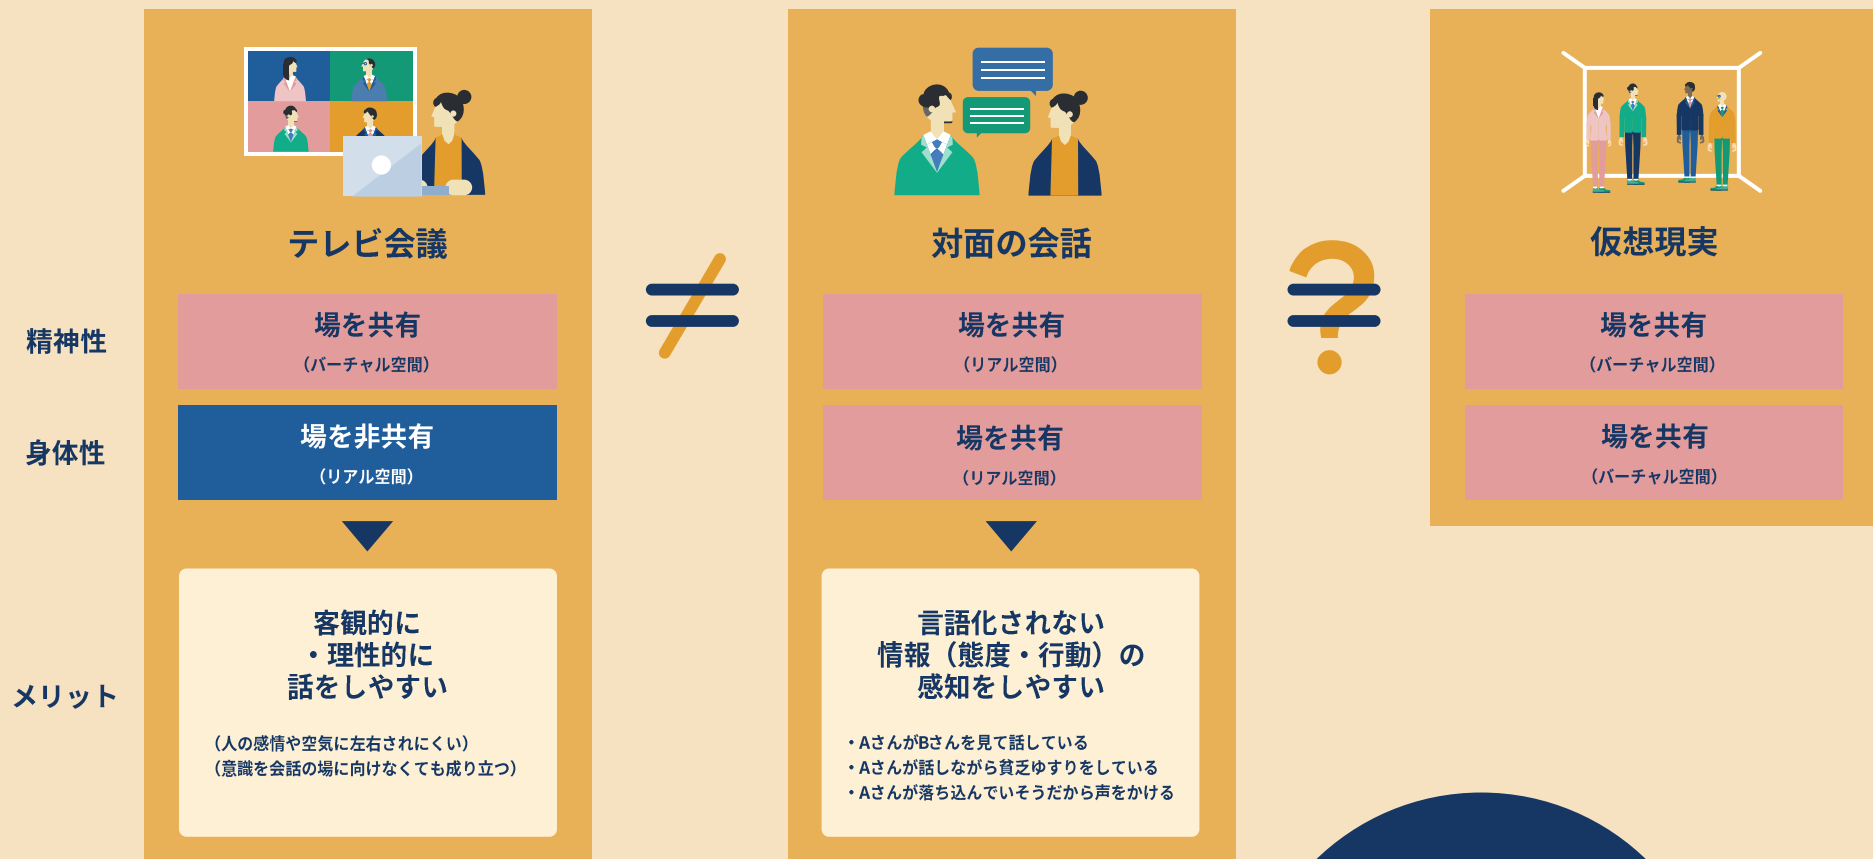 テレビ会議
対面の会話
仮想現実
≠
=
?
精神性
場を共有
（バーチャル空間）
場を共有
（リアル空間）
場を共有
（バーチャル空間）
身体性
場を非共有
（リアル空間）
場を共有
（リアル空間）
場を共有
（バーチャル空間）
メリット
客観的に
・理性的に
話をしやすい
（人の感情や空気に左右されにくい）
（意識を会話の場に向けなくても成り立つ）
言語化されない
情報（態度・行動）の
感知をしやすい
・AさんがBさんを見て話している
・Aさんが話しながら貧乏ゆすりをしている
・Aさんが落ち込んでいそうだから声をかける